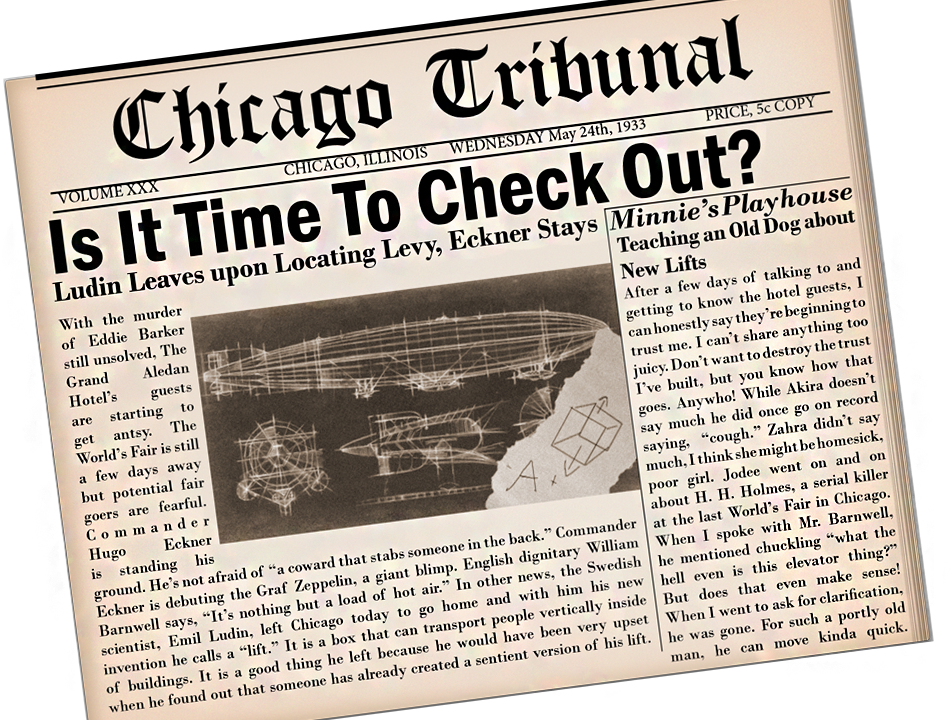 Chicago Tribunal
VOLUME XXX
CHICAGO, ILLINOIS
WEDNESDAY May 24th, 1933
PRICE, 5c COPY
Is It Time To Check Out?
Ludin Leaves upon Locating Levy, Eckner Stays
With the murder
of Eddie Barker
still unsolved, The
Grand Aledan
Hotel's guests
are starting to
get antsy. The
World's Fair is still
a few days away
but potential fair
goers are fearful.
Commander
Hugo Eckner
is standing his
ground. He's not afraid of "a coward that stabs someone in the back." Commander
Eckner is debuting the Graf Zeppelin, a giant blimp. English dignitary William
Barnwell says, "It's nothing but a load of hot air." In other news, the Swedish
scientist, Emil Ludin, left Chicago today to go home and with him his new
invention he calls a "lift." It is a box that can transport people vertically inside
of buildings. It is a good thing he left because he would have been very upset
when he found out that someone has already created a sentient version of his lift.
A
x
Minnie's Playhouse
Teaching an Old Dog about
New Lifts
After a few days of talking to and
getting to know the hotel guests, I
can honestly say they're beginning to
trust me. I can't share anything too
juicy. Don't want to destroy the trust
I've built, but you know how that
goes. Anywho! While Akira doesn't
say much he did once go on record
saying, "cough." Zahra didn't say
much, I think she might be homesick,
poor girl. Jodee went on and on
about H. H. Holmes, a serial killer
at the last World's Fair in Chicago.
When I spoke with Mr. Barnwell,
he mentioned chuckling "what the
hell even is this elevator thing?"
But does that even make sense!
When I went to ask for clarification,
he was gone. For such a portly old
man, he can move kinda quick.